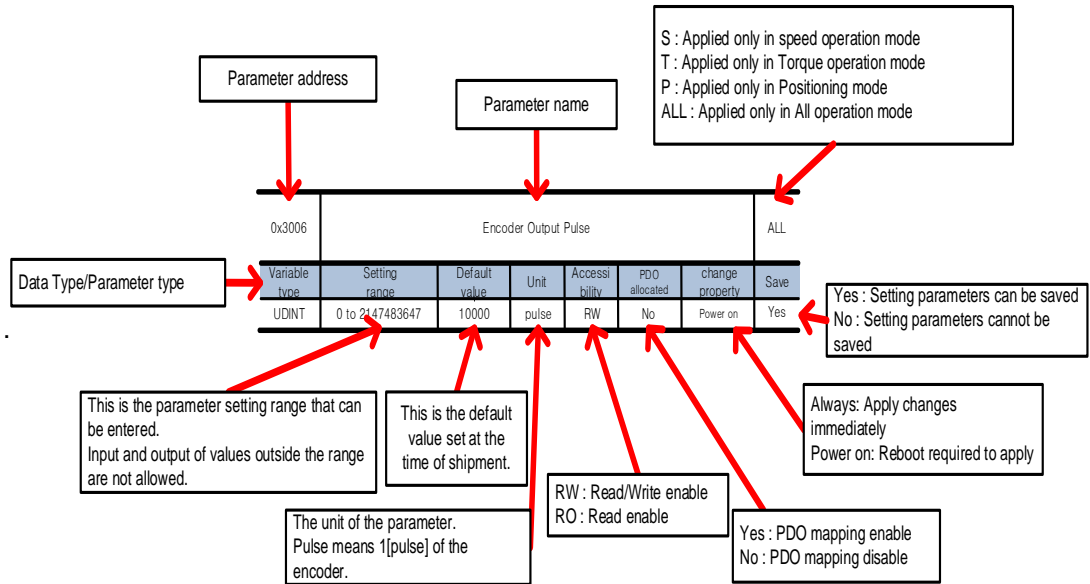 S : Applied only in speed operation mode
T : Applied only in Torque operation mode
P : Applied only in Positioning mode
ALL : Applied only in All operation mode
Parameter address
Parameter name
0x3006
Encoder Output Pulse
ALL
Data Type/Parameter type
Variable
type
Setting
range
Default
value
Unit
Accessi
bility
PDO
allocated
change
property
Save
UDINT
0 to 2147483647
10000
pulse
RW
No
Power on
Yes
Yes : Setting parameters can be saved
No : Setting parameters cannot be
saved
.
This is the parameter setting range that can
be entered.
Input and output of values outside the range
are not allowed.
This is the default
value set at the
time of shipment.
Always: Apply changes
immediately
Power on: Reboot required to apply
RW : Read/Write enable
RO : Read enable
The unit of the parameter.
Pulse means 1[pulse] of the
encoder.
Yes : PDO mapping enable
No : PDO mapping disable